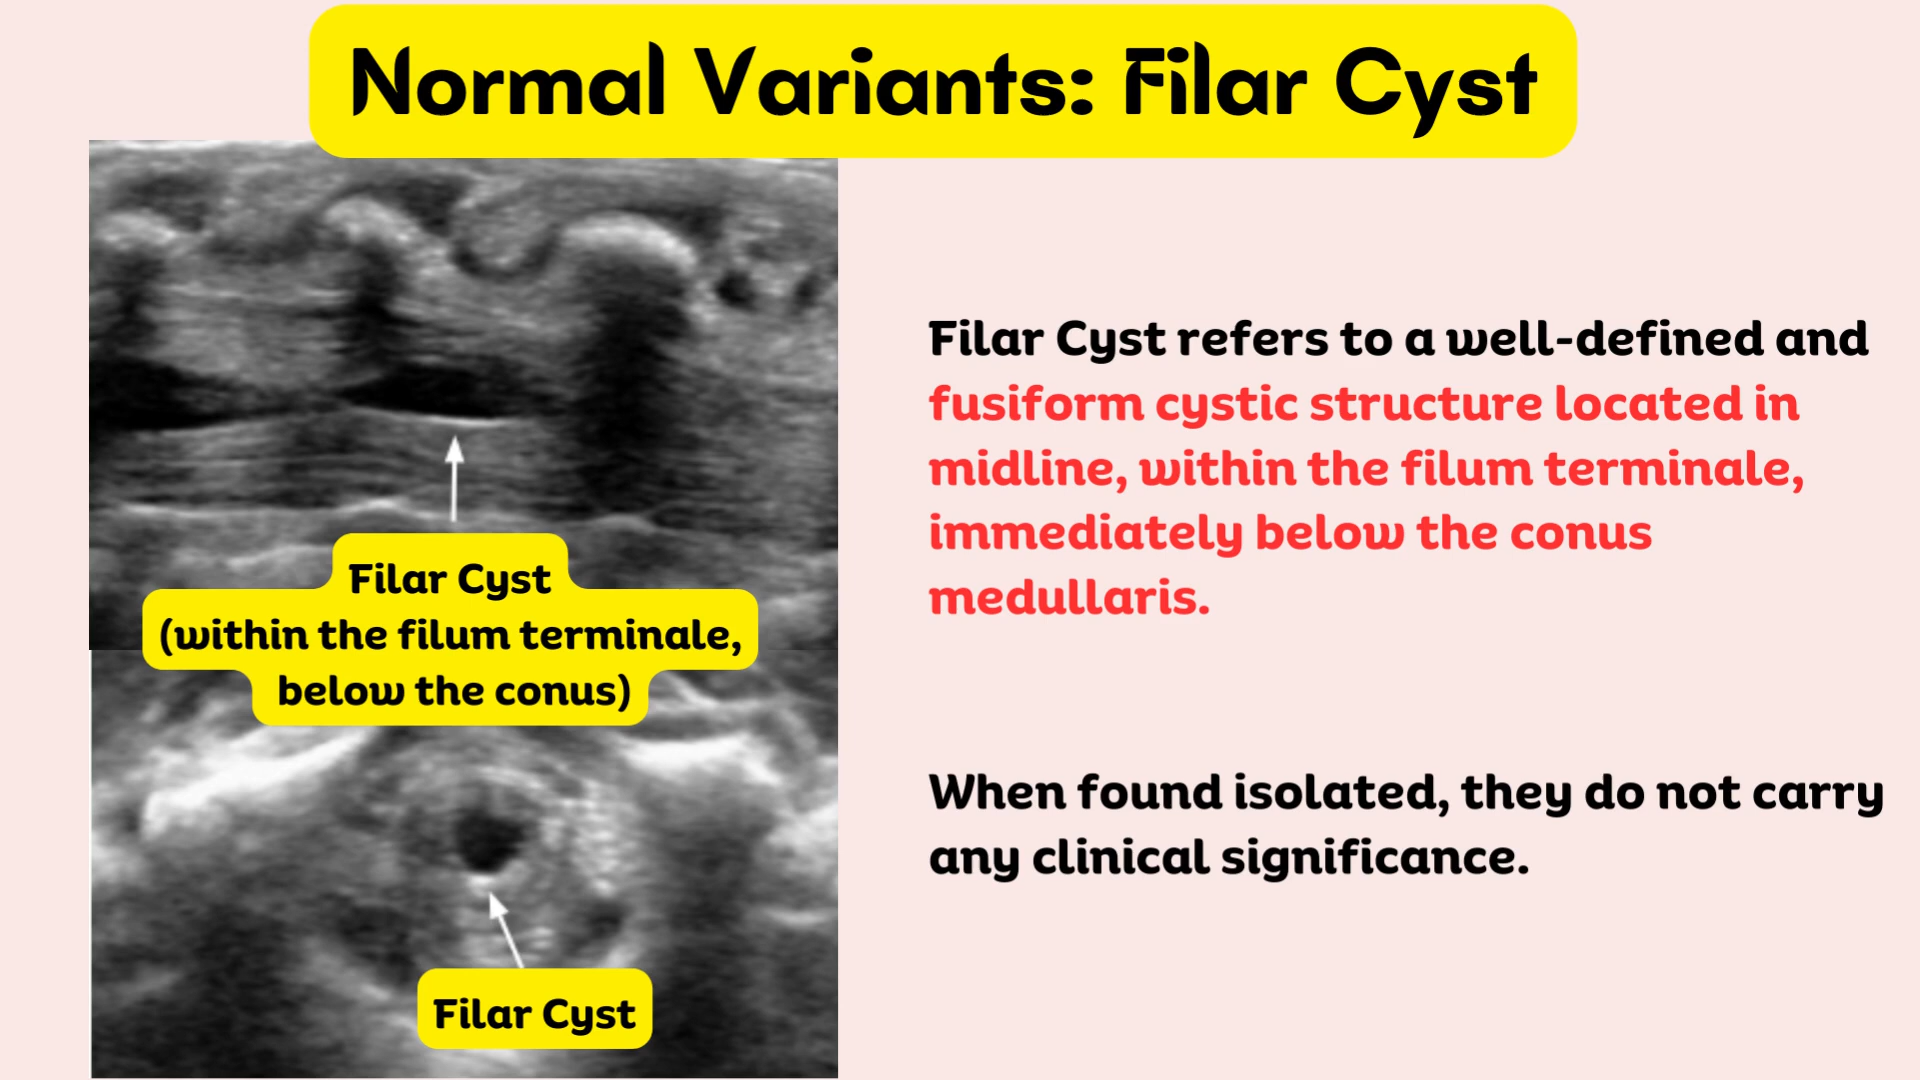 Normal Variants: Filar Cyst
Filar Cyst
(within the filum terminale,
below the conus)
Filar Cyst
Filar Cyst refers to a well-defined and
fusiform cystic structure located in
midline, within the filum terminale,
immediately below the conus
medullaris.
When found isolated, they do not carry
any clinical significance.